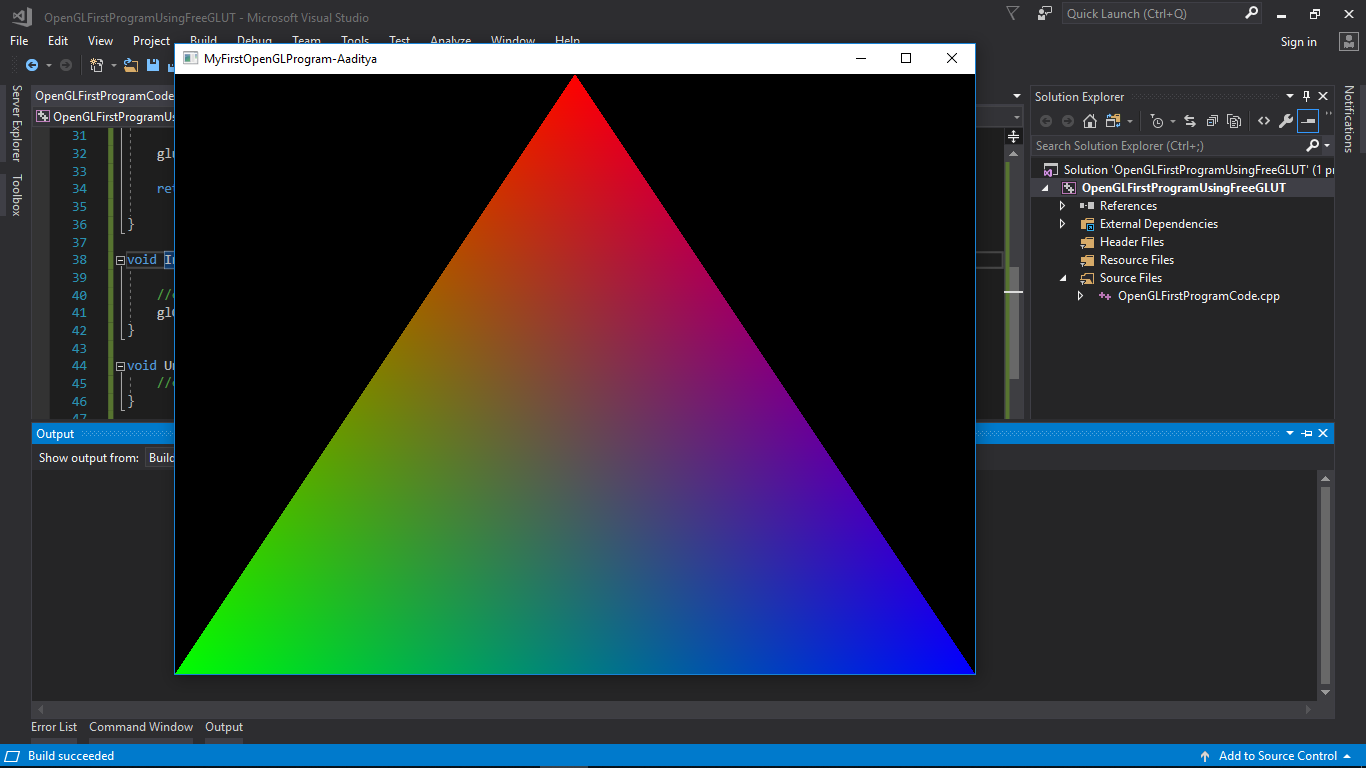 OpenGLFirstProgramUsingFreeGLUT - Microsoft Visual Studio
Quick Launch (Ctrl+Q)
File Edit View Project Build Debug Team Tools Test Analyze Window Help
Sign in
MyFirstOpenGLProgram-Aaditya
Server Explorer
Toolbox
OpenGLFirstProgramCode
OpenGLFirstProgramUs
31
32 glu
33
34 ret
35
36 }
37
38 void In
39
40 //
41 glC
42 }
43
44 void Un
45 //
46 }
47
Solution Explorer
Search Solution Explorer (Ctrl+;)
Solution 'OpenGLFirstProgramUsingFreeGLUT' (1 pr
OpenGLFirstProgramUsingFreeGLUT
References
External Dependencies
Header Files
Resource Files
Source Files
OpenGLFirstProgramCode.cpp
Notifications
Output
Show output from: Build
Error List Command Window Output
Build succeeded
Add to Source Control